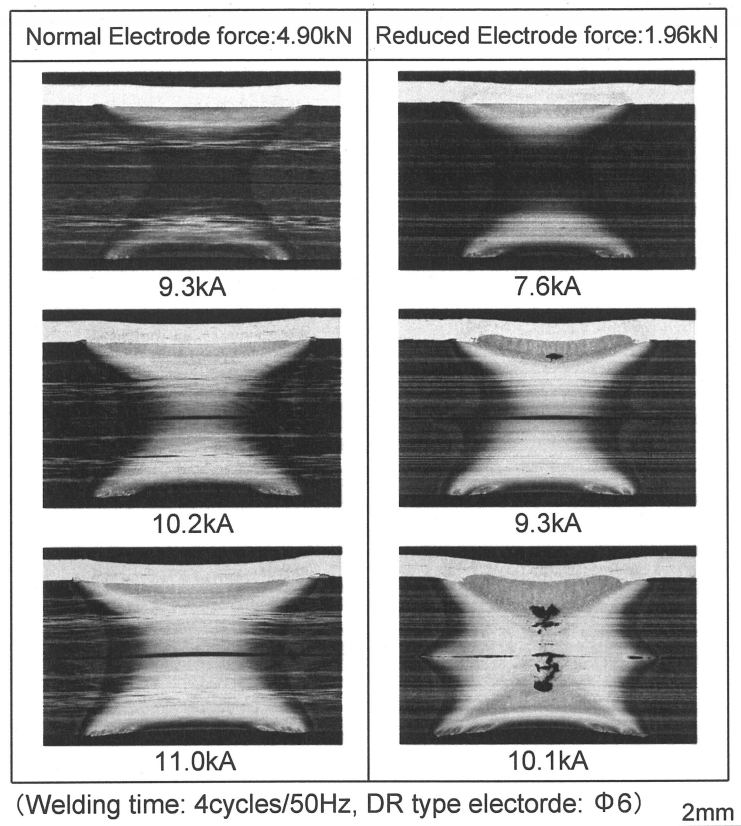 Normal Electrode force:4.90kN
Reduced Electrode force:1.96kN
9.3kA
7.6kA
10.2kA
9.3kA
11.0kA
10.1kA
(Welding time: 4cycles/50Hz, DR type electorde: Φ6)
2mm